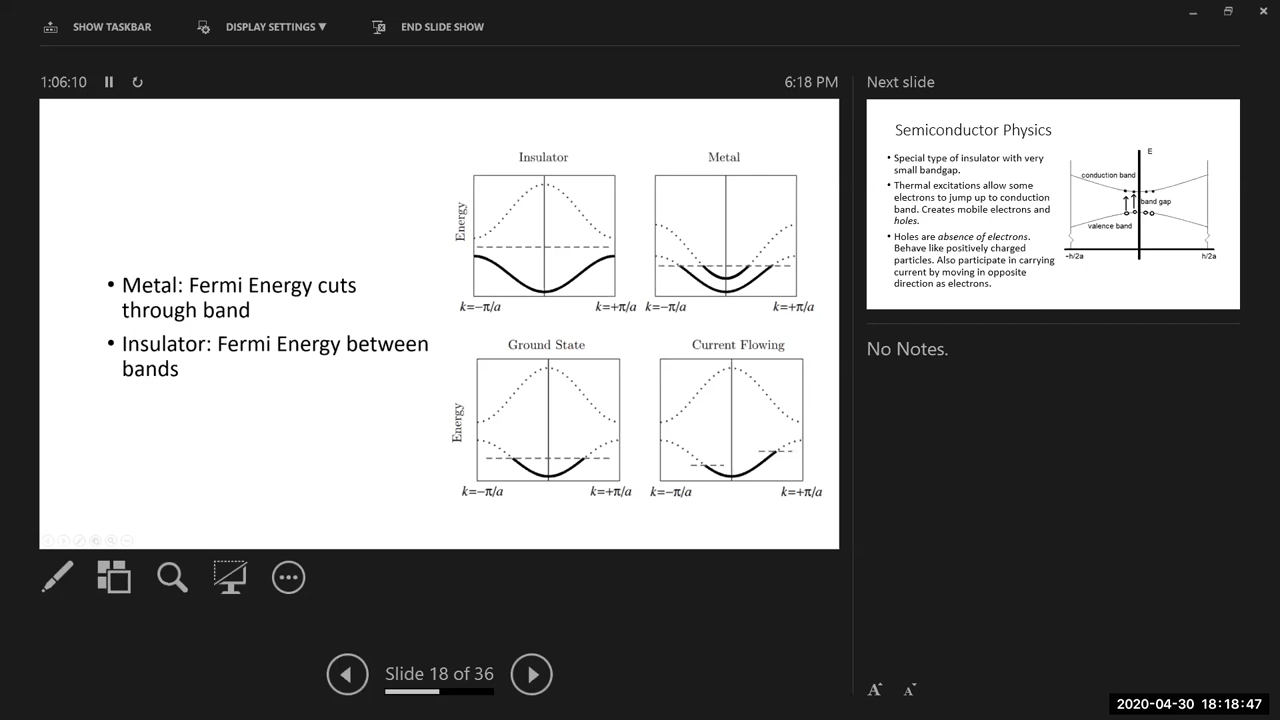 SHOW TASKBAR
DISPLAY SETTINGS ▼
END SLIDE SHOW
1:06:10
6:18 PM
Next slide
• Metal: Fermi Energy cuts
through band
• Insulator: Fermi Energy between
bands
Insulator
Metal
Energy
k=−π/a
k=+π/a
k=−π/a
k=+π/a
Ground State
Current Flowing
Energy
k=−π/a
k=+π/a
k=−π/a
k=+π/a
Semiconductor Physics
• Special type of insulator with very
small bandgap.
• Thermal excitations allow some
electrons to jump up to conduction
band. Creates mobile electrons and
holes.
• Holes are absence of electrons.
Behave like positively charged
particles. Also participate in carrying
current by moving in opposite
direction as electrons.
E
conduction band
band gap
valence band
−h/2a
h/2a
No Notes.
Slide 18 of 36
A A
2020-04-30 18:18:47